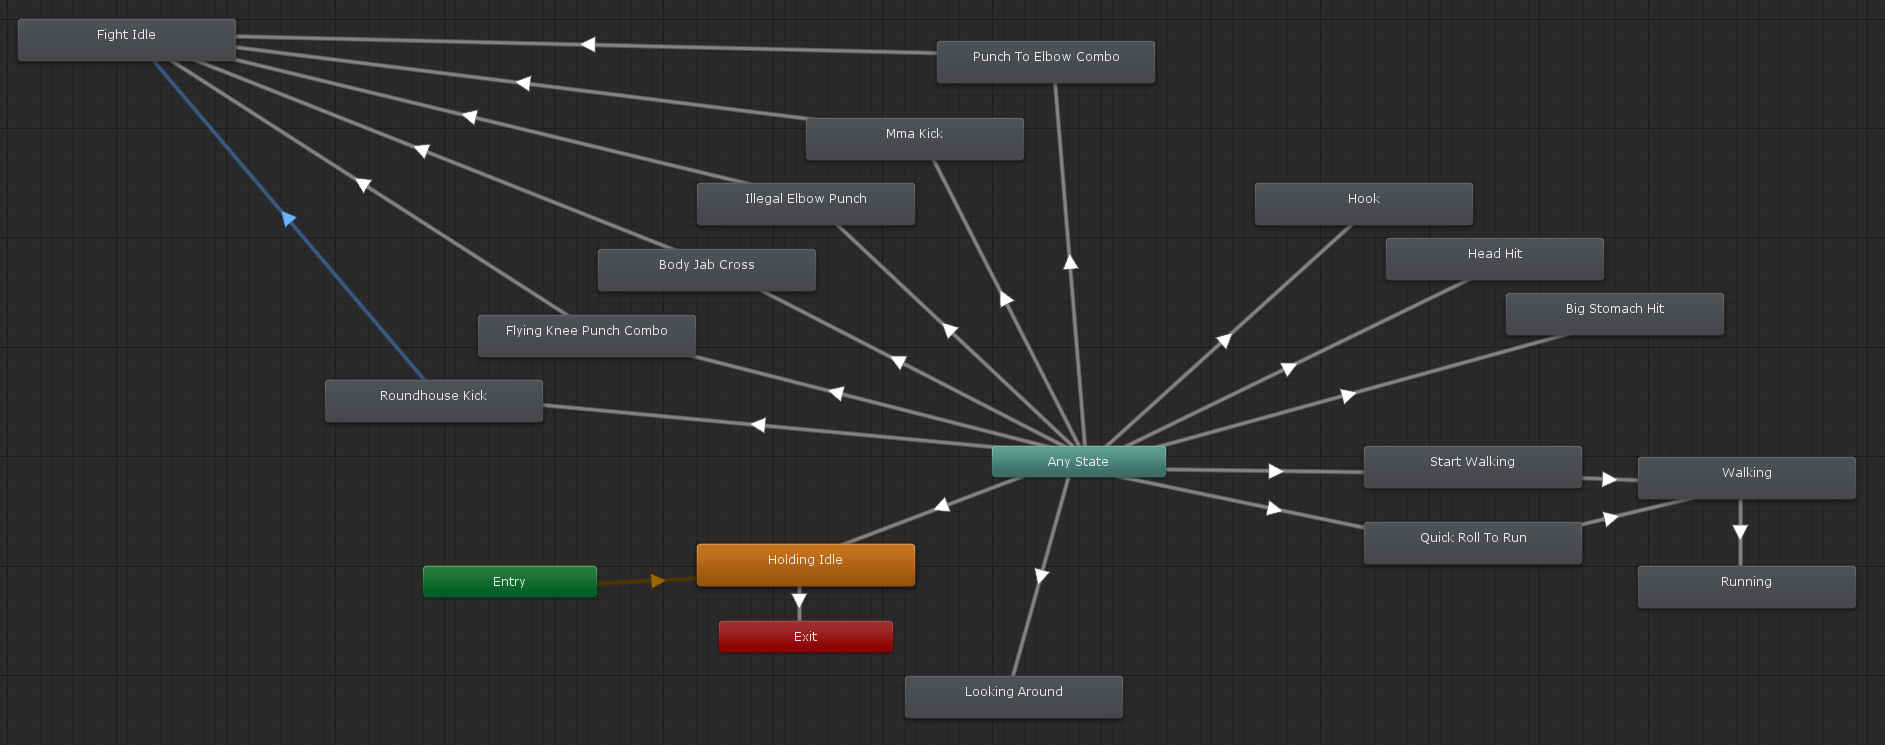 Fight Idle
Punch To Elbow Combo
Mma Kick
Illegal Elbow Punch
Hook
Head Hit
Body Jab Cross
Big Stomach Hit
Flying Knee Punch Combo
Roundhouse Kick
Any State
Start Walking
Walking
Quick Roll To Run
Holding Idle
Entry
Running
Exit
Looking Around